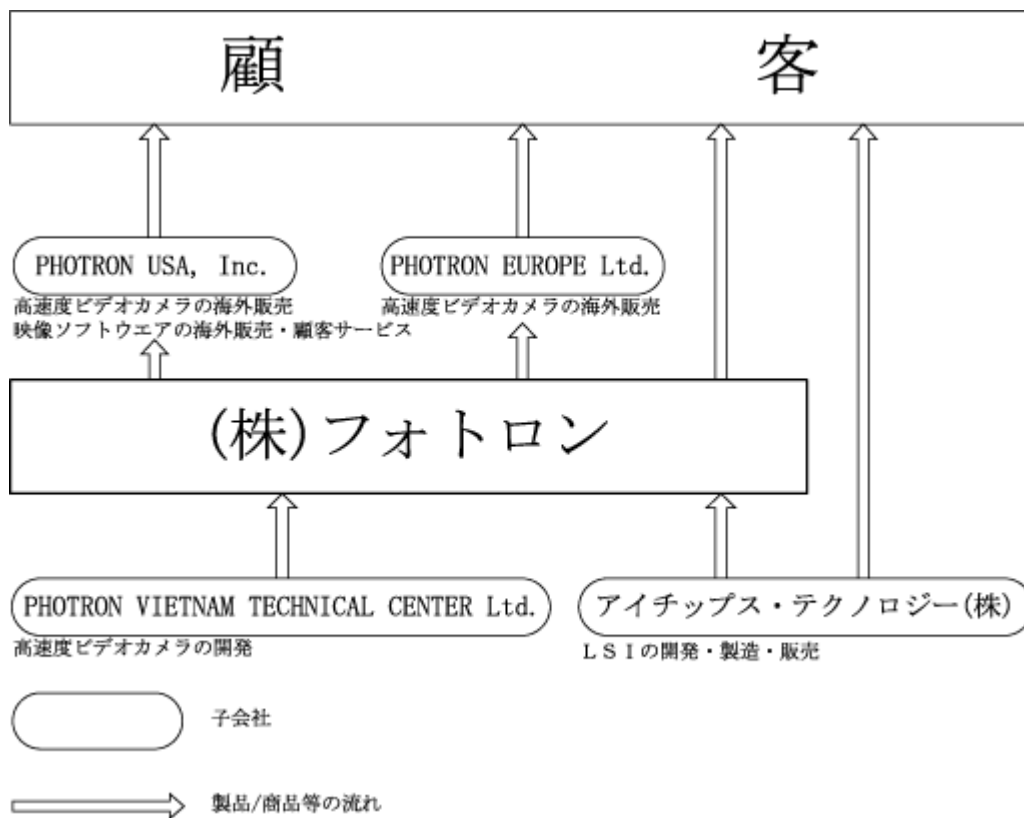 顧客
PHOTRON USA, Inc.
高速度ビデオカメラの海外販売
映像ソフトウエアの海外販売・顧客サービス
PHOTRON EUROPE Ltd.
高速度ビデオカメラの海外販売
(株)フォトロン
PHOTRON VIETNAM TECHNICAL CENTER Ltd.
高速度ビデオカメラの開発
アイチップス・テクノロジー(株)
ＬＳＩの開発・製造・販売
子会社
製品/商品等の流れ